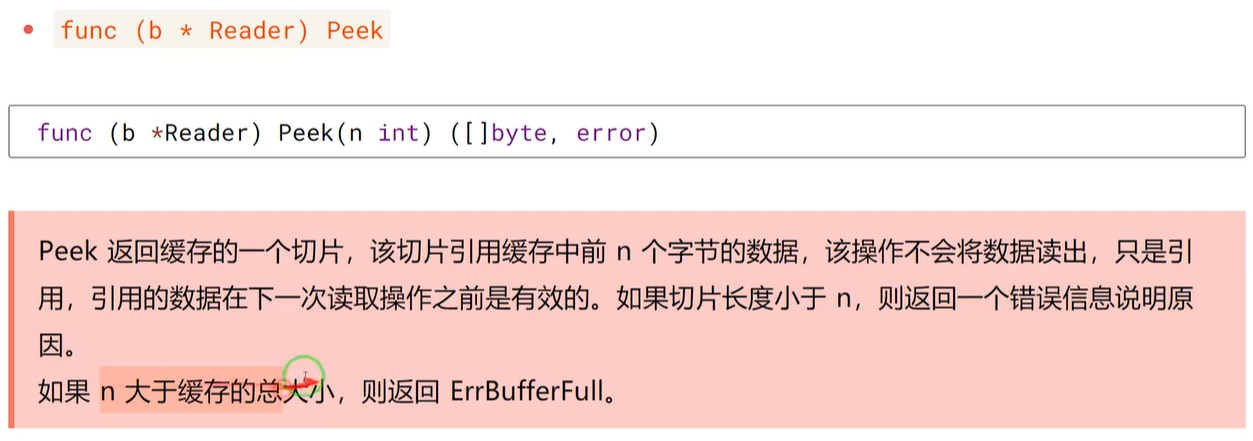 func (b * Reader) Peek
func (b *Reader) Peek(n int) ([]byte, error)
Peek 返回缓存的一个切片，该切片引用缓存中前 n 个字节的数据，该操作不会将数据读出，只是引
用，引用的数据在下一次读取操作之前是有效的。如果切片长度小于 n，则返回一个错误信息说明原
因。
如果 n 大于缓存的总大小，则返回 ErrBufferFull。